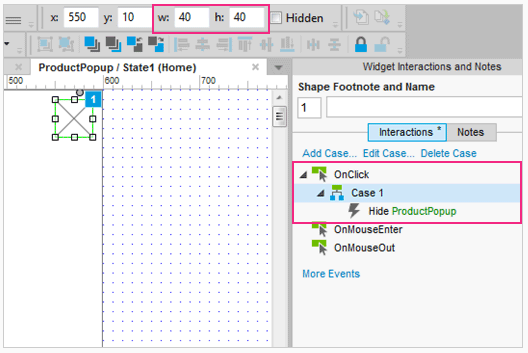 x: 550 y: 10 w: 40 h: 40 Hidden
ProductPopup / State1 (Home)
Widget Interactions and Notes
500 600 700
1
Shape Footnote and Name
1
Interactions * Notes
Add Case... Edit Case... Delete Case
OnClick
Case 1
Hide ProductPopup
OnMouseEnter
OnMouseOut
More Events